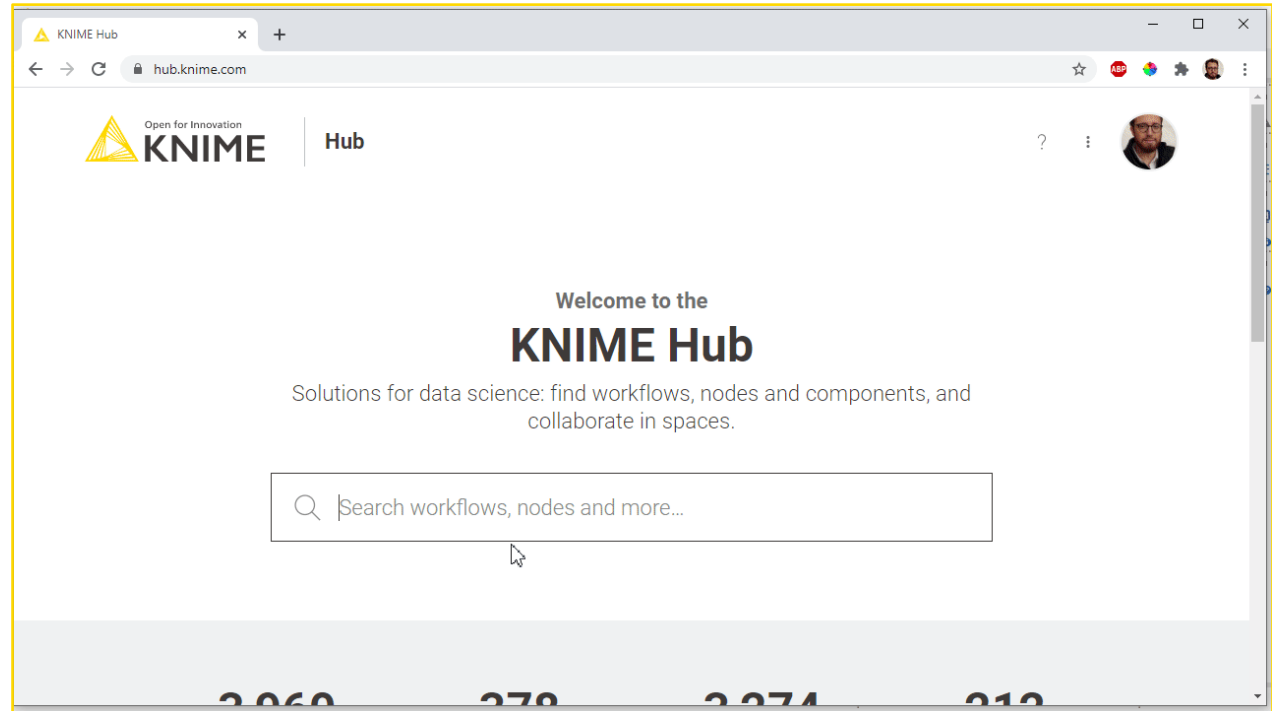 KNIME Hub
hub.knime.com
ABP
Open for Innovation
KNIME
Hub
?
Welcome to the
KNIME Hub
Solutions for data science: find workflows, nodes and components, and
collaborate in spaces.
Search workflows, nodes and more...